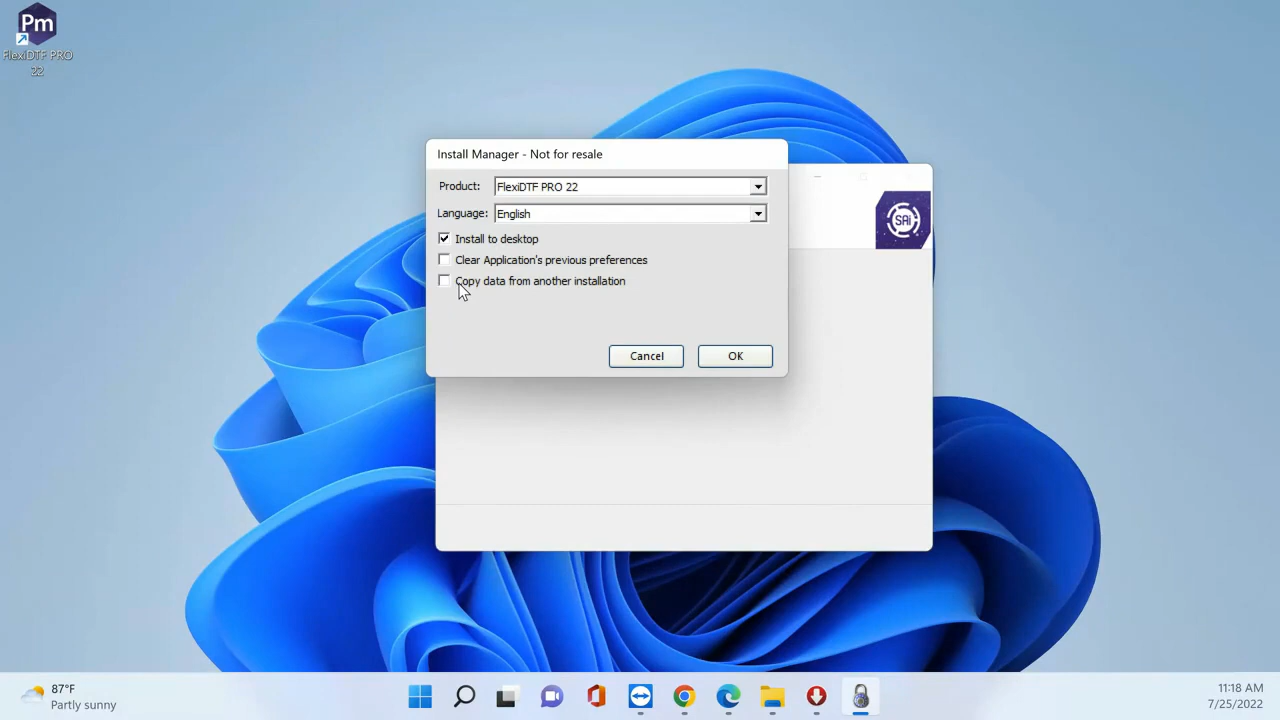 Pm
FlexiDTF PRO
22
Install Manager - Not for resale
Product: FlexiDTF PRO 22
Language: English
Install to desktop
Clear Application's previous preferences
Copy data from another installation
Cancel OK
SAi
87°F
Partly sunny
11:18 AM
7/25/2022